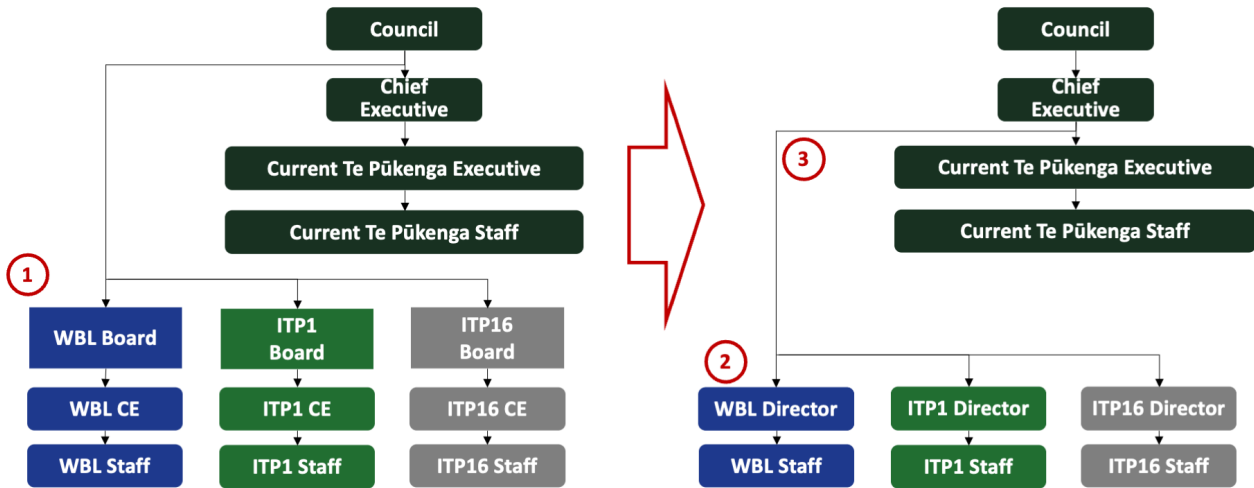 Council
Chief
Executive
Current Te Pūkenga Executive
Current Te Pūkenga Staff
1
WBL Board
ITP1
Board
ITP16
Board
WBL CE
ITP1 CE
ITP16 CE
WBL Staff
ITP1 Staff
ITP16 Staff
Council
Chief
Executive
3
Current Te Pūkenga Executive
Current Te Pūkenga Staff
2
WBL Director
ITP1 Director
ITP16 Director
WBL Staff
ITP1 Staff
ITP16 Staff